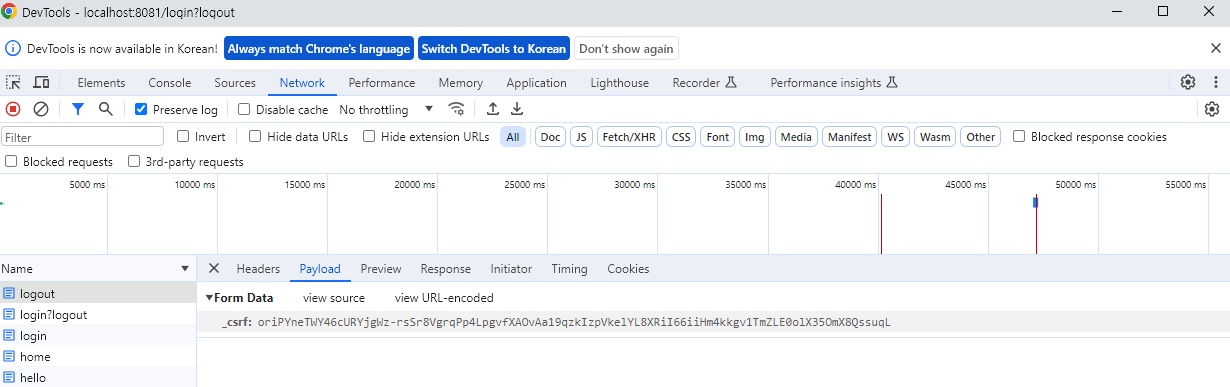 DevTools - localhost:8081/login?logout
DevTools is now available in Korean! Always match Chrome's language Switch DevTools to Korean Don't show again
Elements Console Sources Network Performance Memory Application Lighthouse Recorder Performance insights
Preserve log Disable cache No throttling
Filter Invert Hide data URLs Hide extension URLs All Doc JS Fetch/XHR CSS Font Img Media Manifest WS Wasm Other Blocked response cookies
Blocked requests 3rd-party requests
5000 ms 10000 ms 15000 ms 20000 ms 25000 ms 30000 ms 35000 ms 40000 ms 45000 ms 50000 ms 55000 ms
Name Headers Payload Preview Response Initiator Timing Cookies
logout
login?logout
login
home
hello
Form Data view source view URL-encoded
_csrf: oriPYneTWY46cURYjgWz-rsSr8VgrqPp4LpgvfXAOvAa19qzkIzpVkelYL8XRiI66iiHm4kkgv1TmZLE0olX35OmX8QssuqL